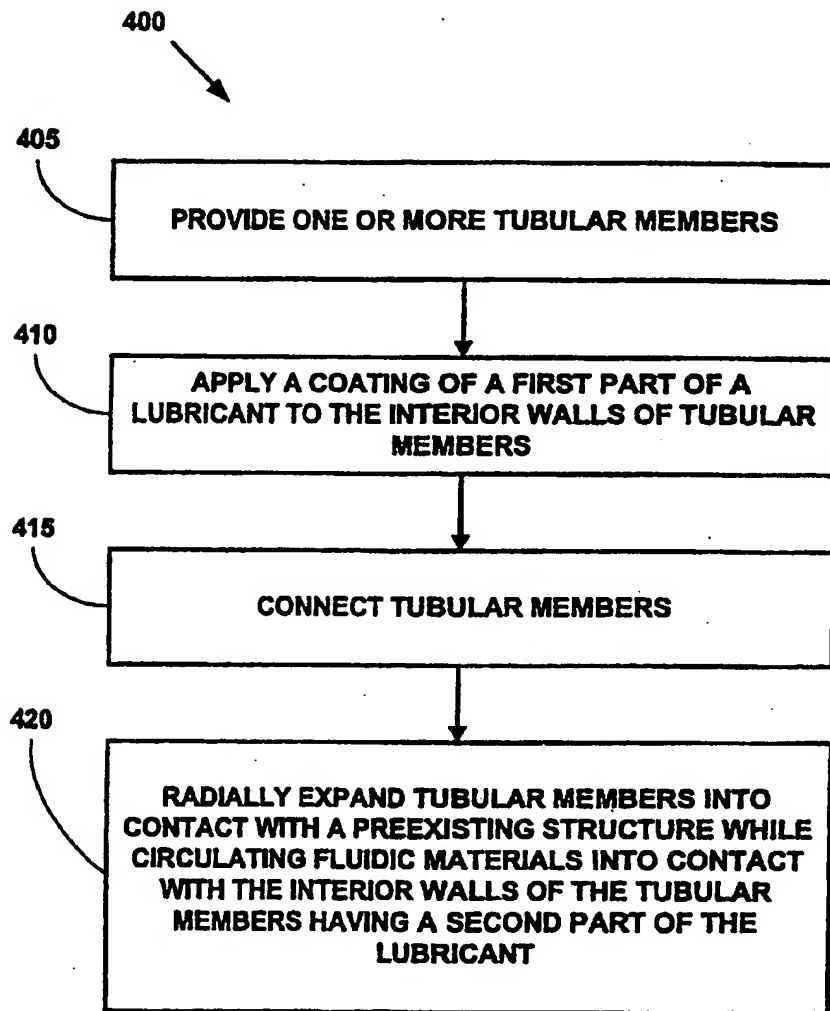 400
405
PROVIDE ONE OR MORE TUBULAR MEMBERS
410
APPLY A COATING OF A FIRST PART OF A
LUBRICANT TO THE INTERIOR WALLS OF TUBULAR
MEMBERS
415
CONNECT TUBULAR MEMBERS
420
RADIALLY EXPAND TUBULAR MEMBERS INTO
CONTACT WITH A PREEXISTING STRUCTURE WHILE
CIRCULATING FLUIDIC MATERIALS INTO CONTACT
WITH THE INTERIOR WALLS OF THE TUBULAR
MEMBERS HAVING A SECOND PART OF THE
LUBRICANT